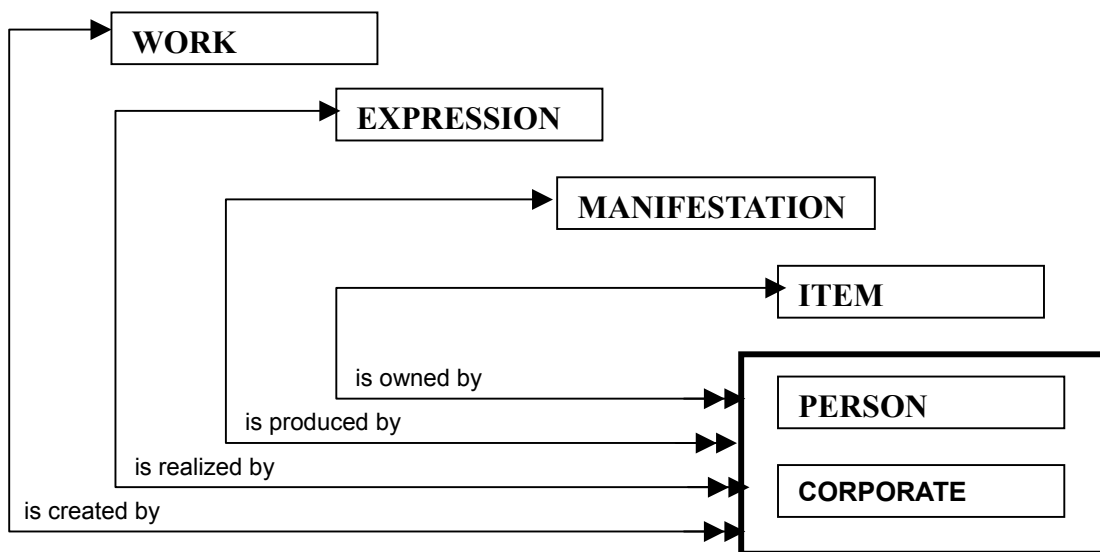 WORK
EXPRESSION
MANIFESTATION
ITEM
is owned by
PERSON
is produced by
is realized by
CORPORATE
is created by